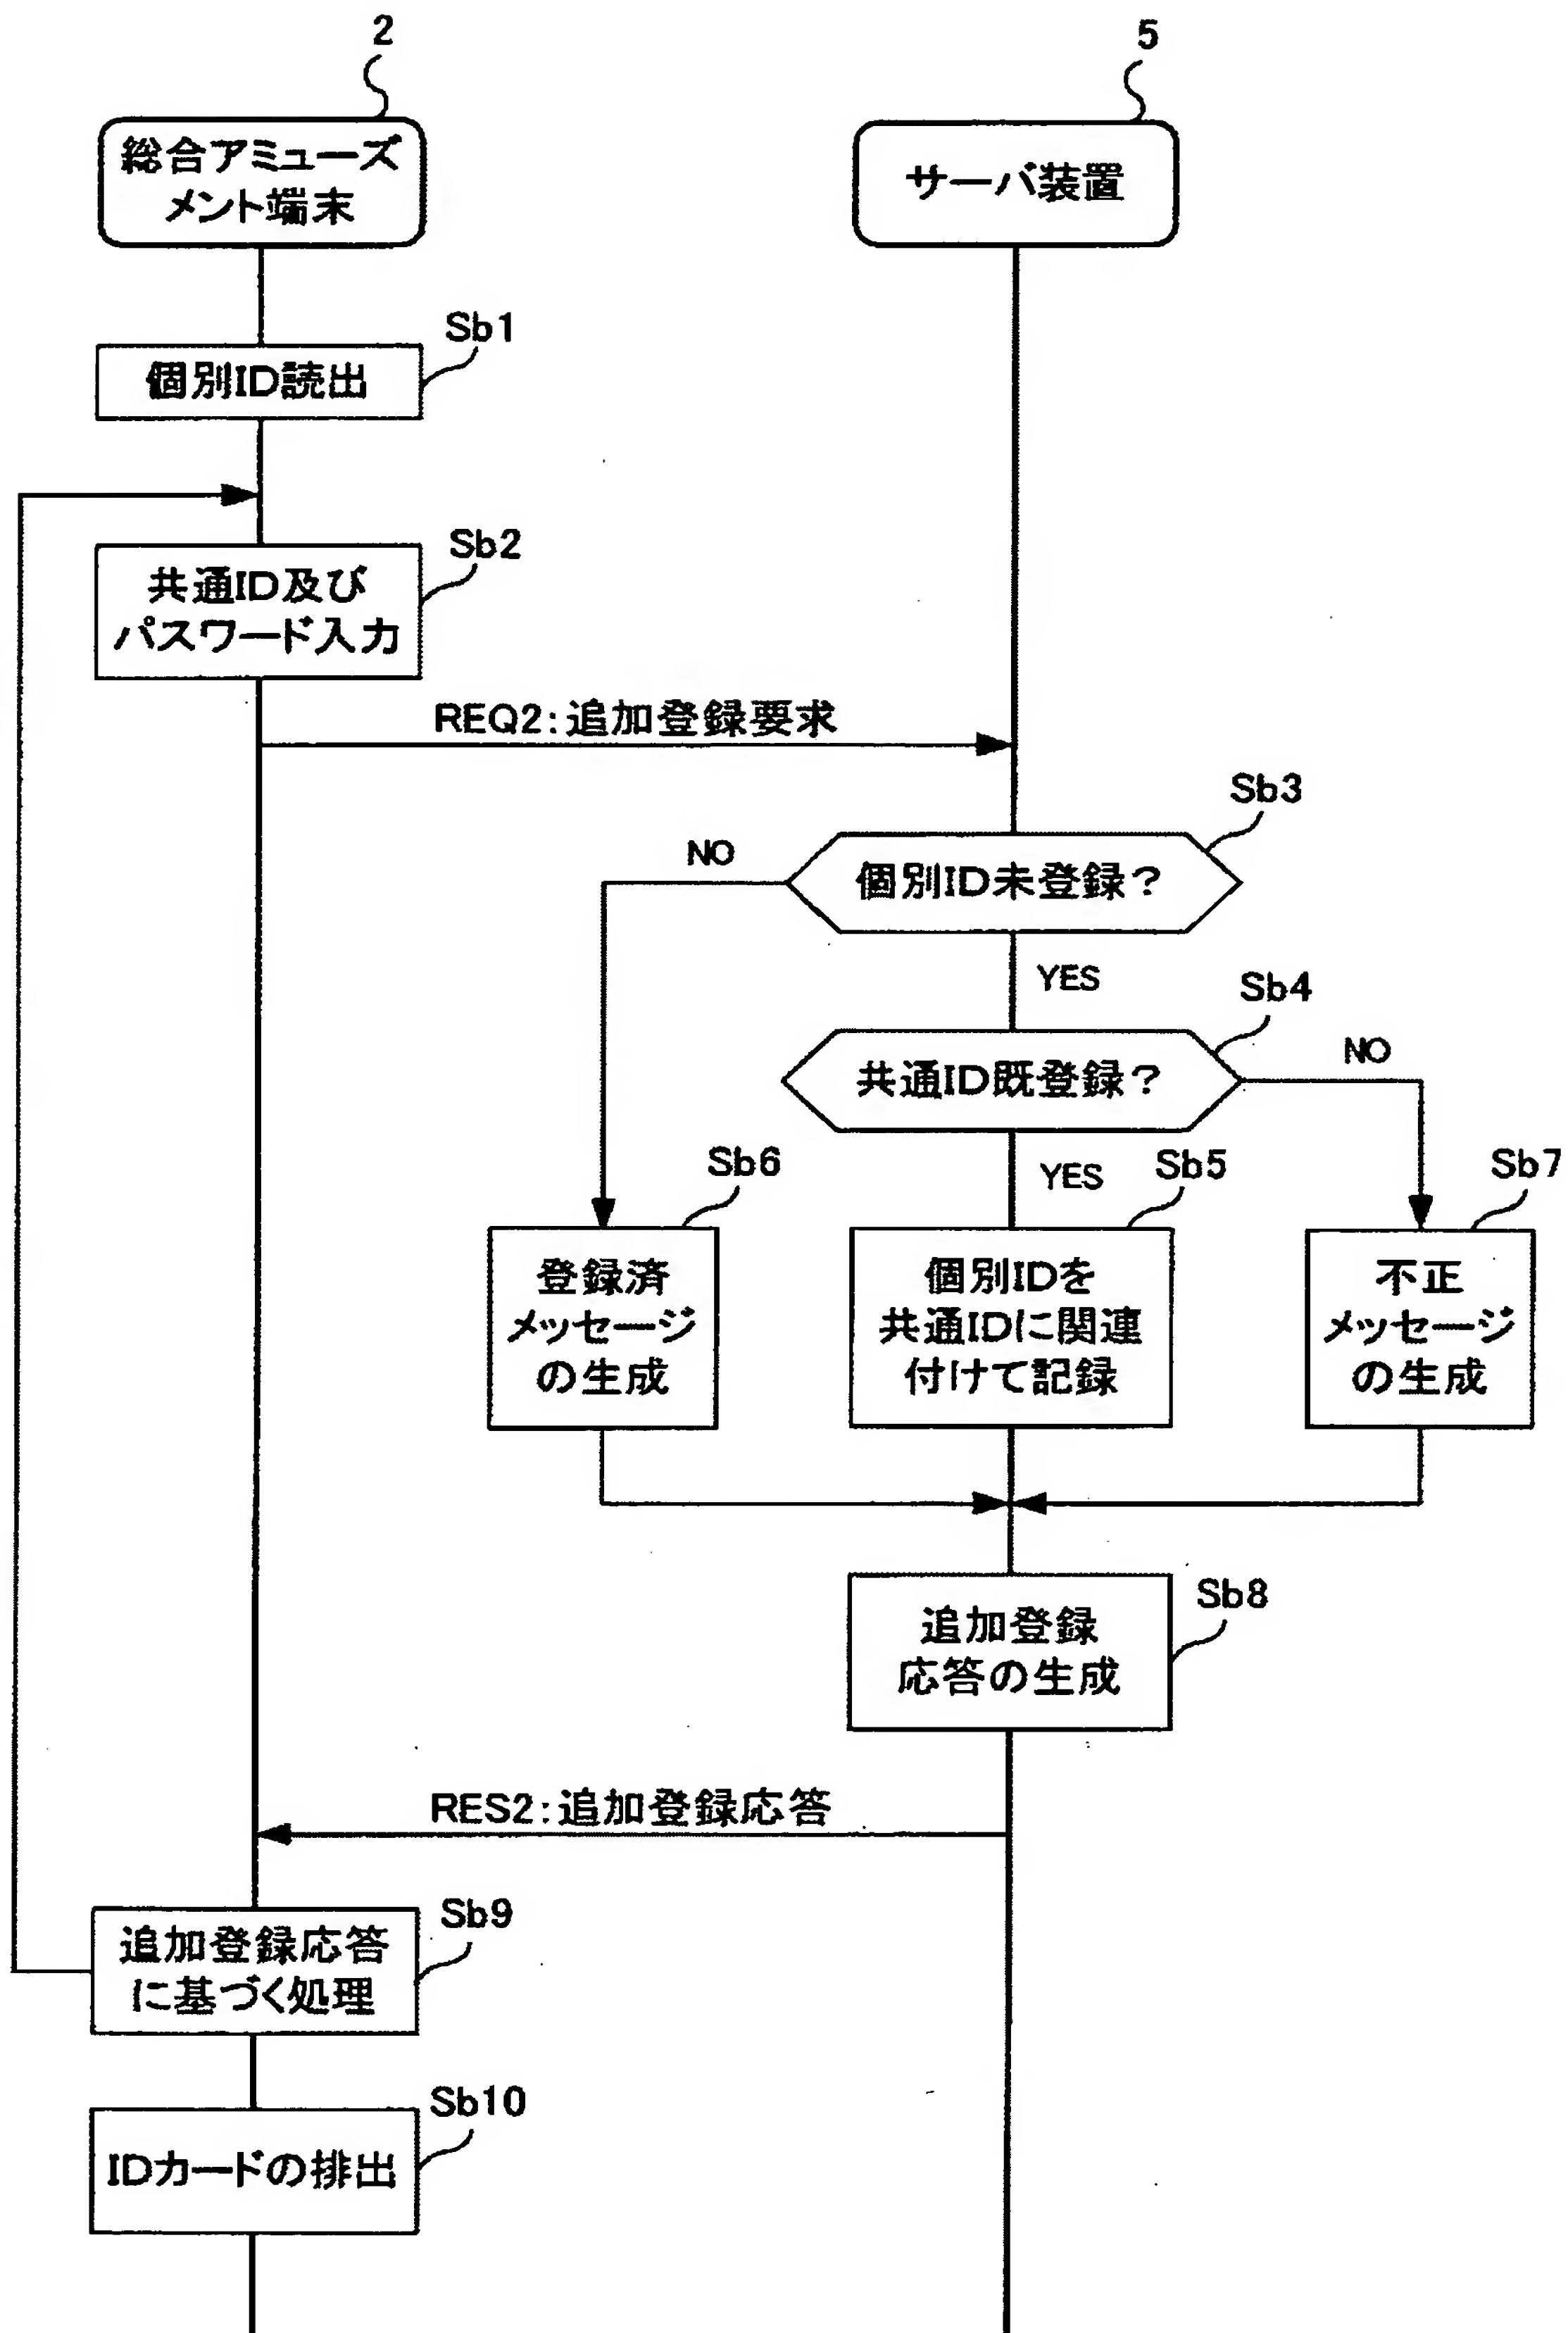 2
5
総合アミューズ
メント端末
サーバ装置
Sb1
個別ID読出
Sb2
共通ID及び
パスワード入力
REQ2:追加登録要求
Sb3
NO
個別ID未登録?
YES
Sb4
NO
共通ID既登録?
YES
Sb6
Sb5
Sb7
登録済
メッセージ
の生成
個別IDを
共通IDに関連
付けて記録
不正
メッセージ
の生成
Sb8
追加登録
応答の生成
RES2:追加登録応答
Sb9
追加登録応答
に基づく処理
Sb10
IDカードの排出